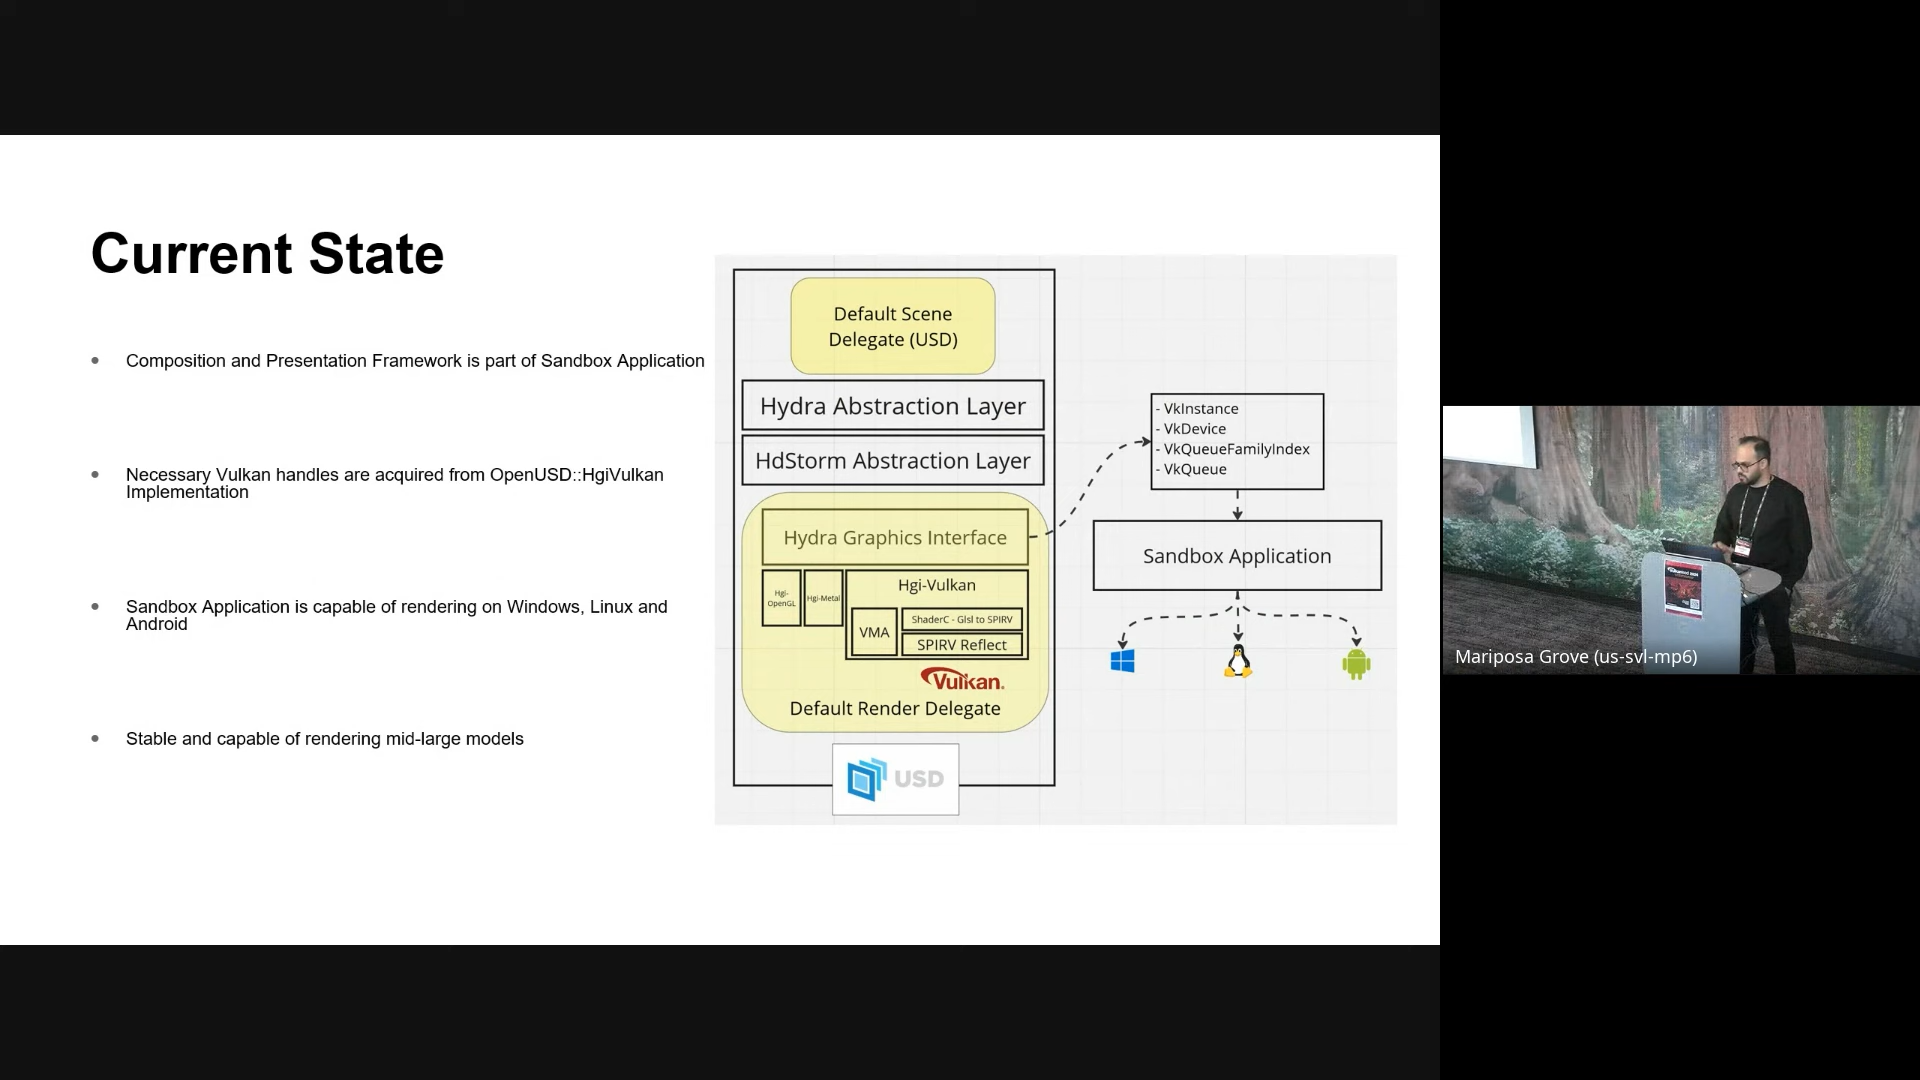 Current State
Composition and Presentation Framework is part of Sandbox Application
Necessary Vulkan handles are acquired from OpenUSD::HgiVulkan
Implementation
Sandbox Application is capable of rendering on Windows, Linux and
Android
Stable and capable of rendering mid-large models
Default Scene
Delegate (USD)
Hydra Abstraction Layer
HdStorm Abstraction Layer
Hydra Graphics Interface
Hgi-
OpenGL
Hgi-Metal
Hgi-Vulkan
VMA
ShaderC - Glsl to SPIRV
SPIRV Reflect
Vulkan.
Default Render Delegate
USD
- VkInstance
- VkDevice
- VkQueueFamilyIndex
- VkQueue
Sandbox Application
Mariposa Grove (us-svl-mp6)